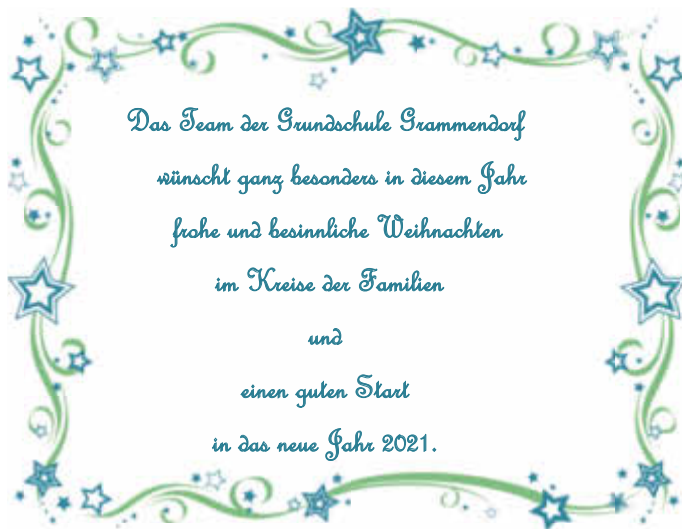 Das Team der Grundschule Grammendorf
wünscht ganz besonders in diesem Jahr
frohe und besinnliche Weihnachten
im Kreise der Familien
und
einen guten Start
in das neue Jahr 2021.